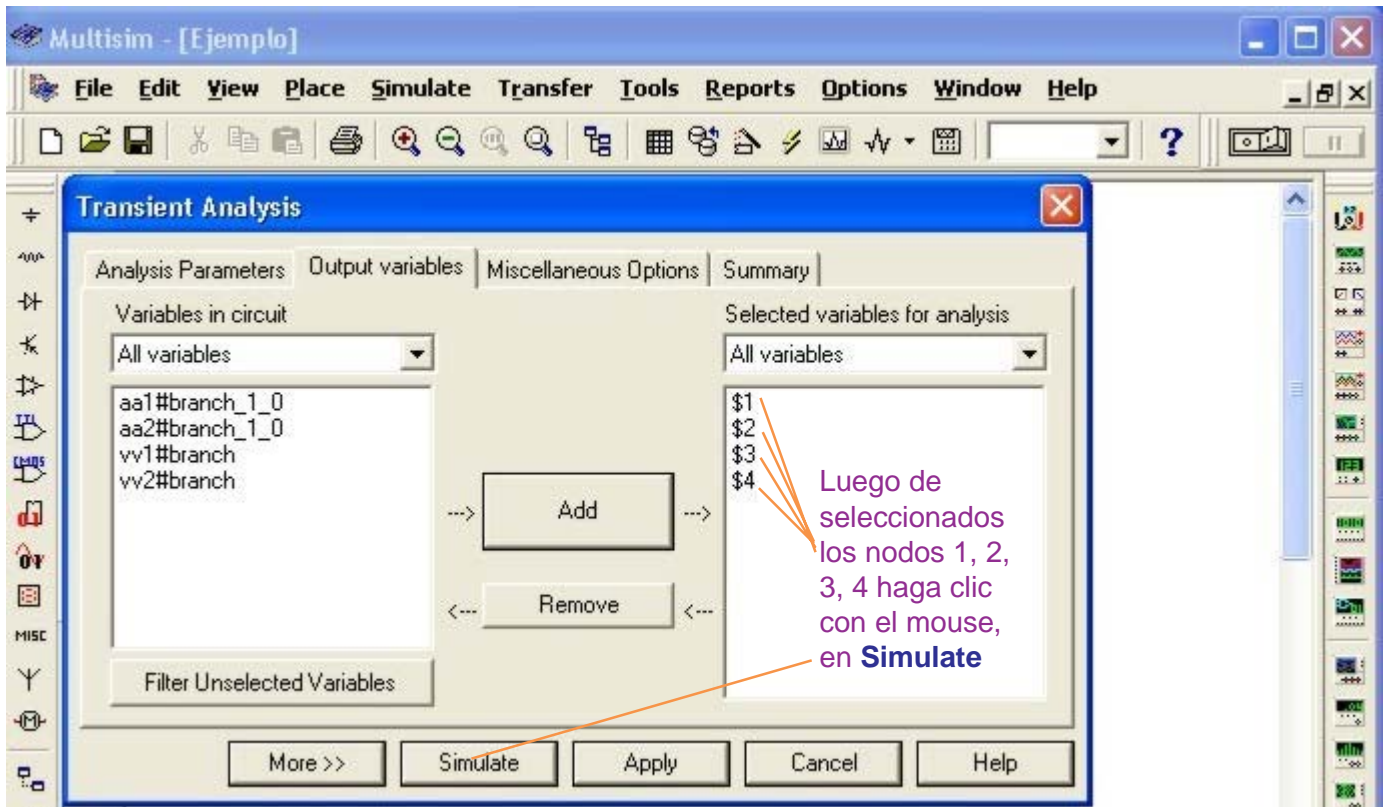 Multisim - [Ejemplo]
File Edit View Place Simulate Transfer Tools Reports Options Window Help
Transient Analysis
Analysis Parameters Output variables Miscellaneous Options Summary
Variables in circuit
All variables
aa1#branch_1_0
aa2#branch_1_0
vv1#branch
vv2#branch
Filter Unselected Variables
---> Add --->
<--- Remove <---
Selected variables for analysis
All variables
$1
$2
$3
$4
Luego de
seleccionados
los nodos 1, 2,
3, 4 haga clic
con el mouse,
en Simulate
More >> Simulate Apply Cancel Help
TTL
CMOS
MISC
M